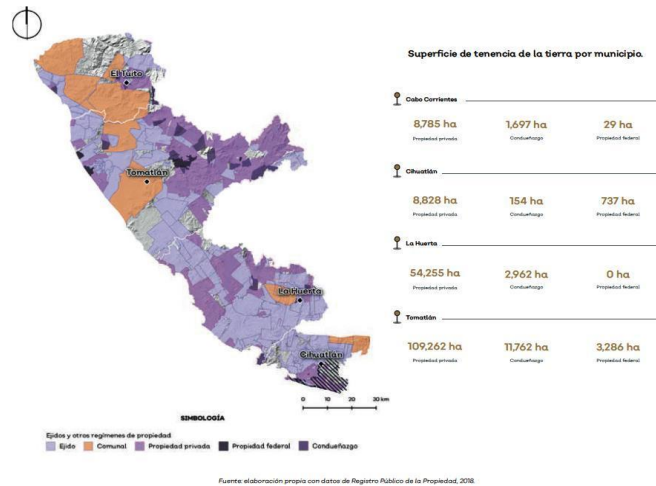 El Tuito
Tomatlán
La Huerta
Cihuatlán
0 10 20 30 km
SIMBOLOGÍA
Ejidos y otros regímenes de propiedad
Ejido Comunal Propiedad privada Propiedad federal Condueñazgo
Superficie de tenencia de la tierra por municipio.
Cabo Corrientes
8,785 ha 1,697 ha 29 ha
Propiedad privada Condueñazgo Propiedad federal
Cihuatlán
8,828 ha 154 ha 737 ha
Propiedad privada Condueñazgo Propiedad federal
La Huerta
54,255 ha 2,962 ha 0 ha
Propiedad privada Condueñazgo Propiedad federal
Tomatlán
109,262 ha 11,762 ha 3,286 ha
Propiedad privada Condueñazgo Propiedad federal
Fuente: elaboración propia con datos de Registro Público de la Propiedad, 2018.